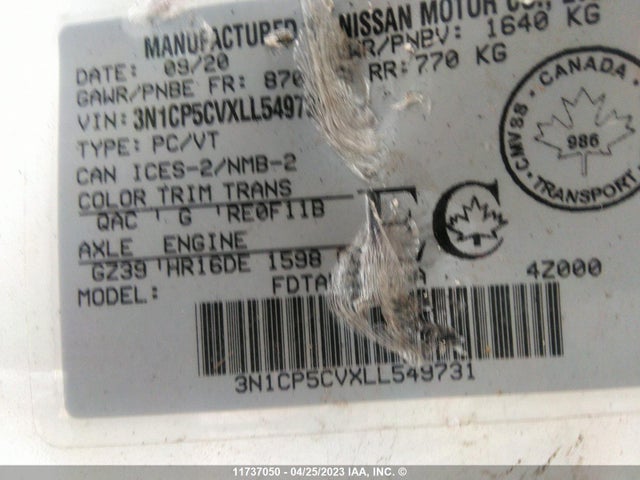 MANUFACTURED NISSAN MOTOR CO.,
DATE: 09/20 GVWR/PNBV: 1640 KG
GAWR/PNBE FR: 870 RR: 770 KG
VIN: 3N1CP5CVXLL549731
TYPE: PC/VT
CAN ICES-2/NMB-2
COLOR TRIM TRANS
QAC G RE0F11B
AXLE ENGINE
GZ39 HR16DE 1598
MODEL: FDTA 4Z000
CMVSS CANADA TRANSPORT
986
C
3N1CP5CVXLL549731
11737050 - 04/25/2023 IAA, Inc.©